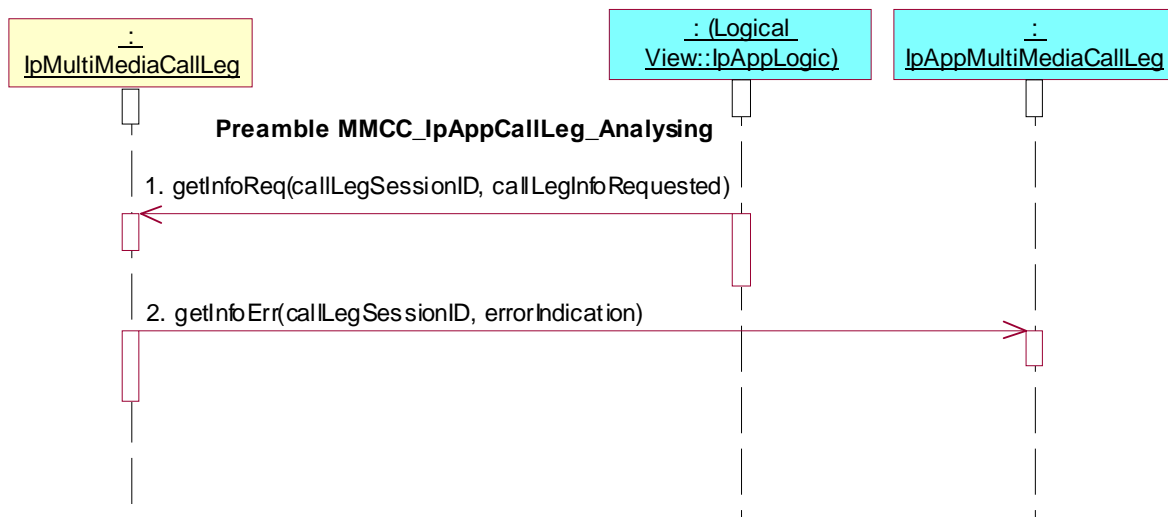 :
IpMultiMediaCallLeg
: (Logical
View::IpAppLogic)
:
IpAppMultiMediaCallLeg
Preamble MMCC_IpAppCallLeg_Analysing
1. getInfoReq(callLegSessionID, callLegInfoRequested)
2. getInfoErr(callLegSessionID, errorIndication)